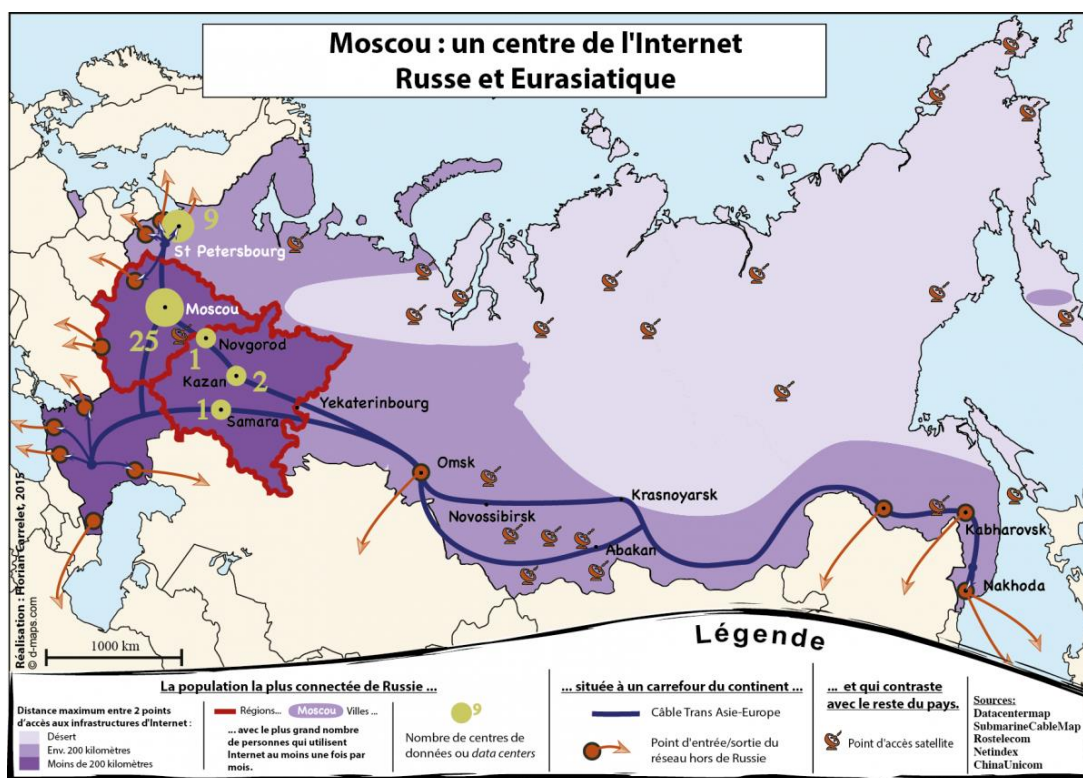 Moscou : un centre de l'Internet
Russe et Eurasiatique
9
St Petersbourg
Moscou
25
Novgorod
1
Kazan
2
1
Samara
Yekaterinbourg
Omsk
Novossibirsk
Krasnoyarsk
Abakan
Kabharovsk
Nakhoda
Réalisation : Florian Carrelet, 2015
© d-maps.com
1000 km
Légende
La population la plus connectée de Russie ...
Distance maximum entre 2 points
d'accès aux infrastructures d'Internet :
Désert
Env. 200 kilomètres
Moins de 200 kilomètres
Régions...
Moscou
Villes ...
... avec le plus grand nombre
de personnes qui utilisent
Internet au moins une fois par
mois.
9
Nombre de centres de
données ou data centers
... située à un carrefour du continent ...
Câble Trans Asie-Europe
Point d'entrée/sortie du
réseau hors de Russie
... et qui contraste
avec le reste du pays.
Point d'accès satellite
Sources:
Datacentermap
SubmarineCableMap
Rostelecom
Netindex
ChinaUnicom